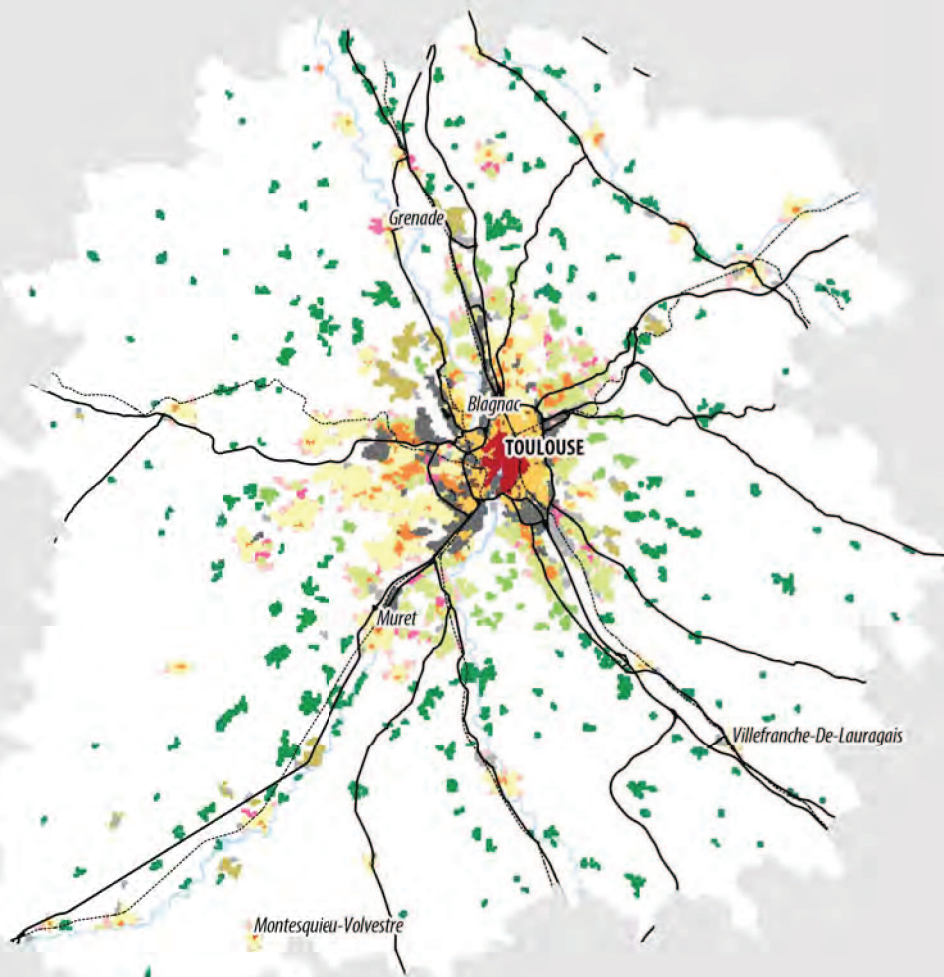 Grenade
Blagnac
TOULOUSE
Muret
Villefranche-De-Lauragais
Montesquieu-Volvestre